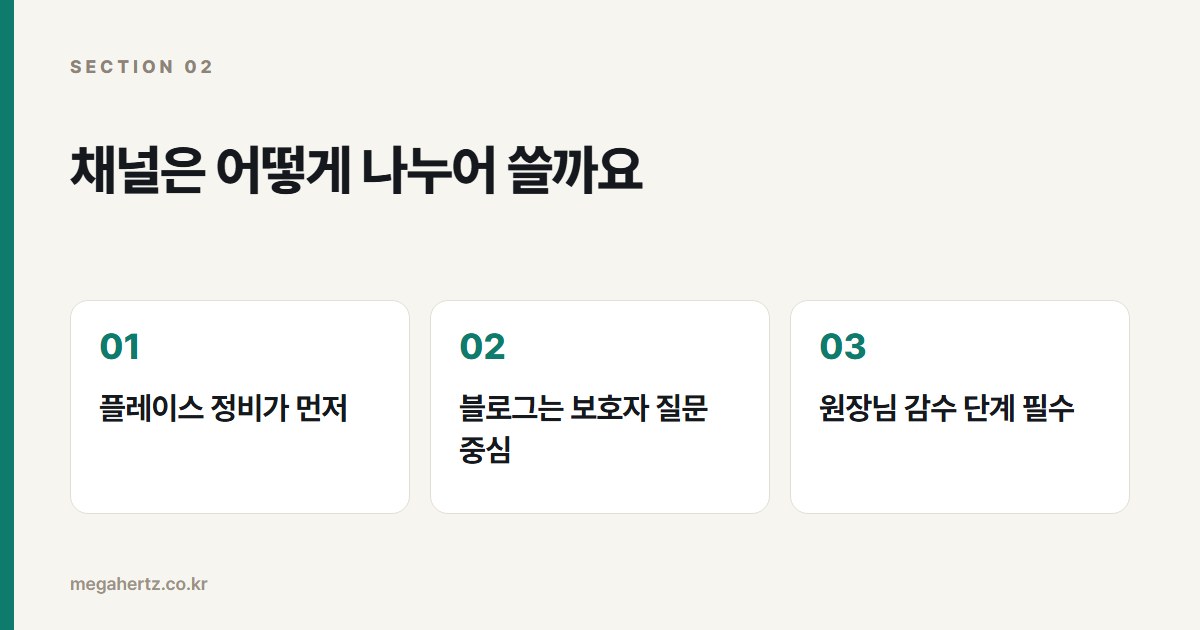 SECTION 02
채널은 어떻게 나누어 쓸까요
01
플레이스 정비가 먼저
02
블로그는 보호자 질문
중심
03
원장님 감수 단계 필수
megahertz.co.kr